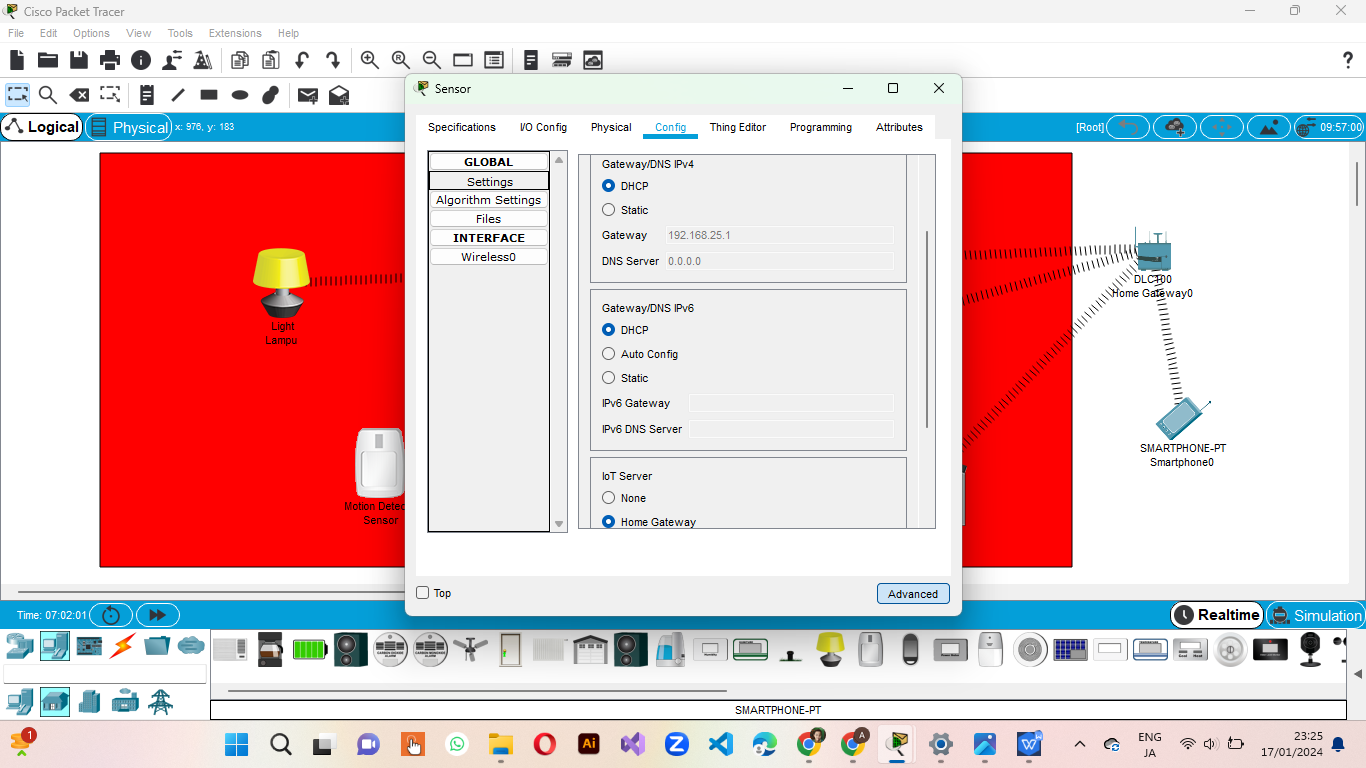 Cisco Packet Tracer
File Edit Options View Tools Extensions Help
Logical
Physical
x: 976, y: 183
[Root]
09:57:00
Sensor
Specifications I/O Config Physical Config Thing Editor Programming Attributes
GLOBAL
Settings
Algorithm Settings
Files
INTERFACE
Wireless0
Gateway/DNS IPv4
DHCP
Static
Gateway 192.168.25.1
DNS Server 0.0.0.0
Gateway/DNS IPv6
DHCP
Auto Config
Static
IPv6 Gateway
IPv6 DNS Server
IoT Server
None
Home Gateway
Top
Advanced
Light
Lampu
Motion Detec
Sensor
DLC100
Home Gateway0
SMARTPHONE-PT
Smartphone0
Time: 07:02:01
Realtime
Simulation
SMARTPHONE-PT
1
Ai
A
ENG
JA
23:25
17/01/2024